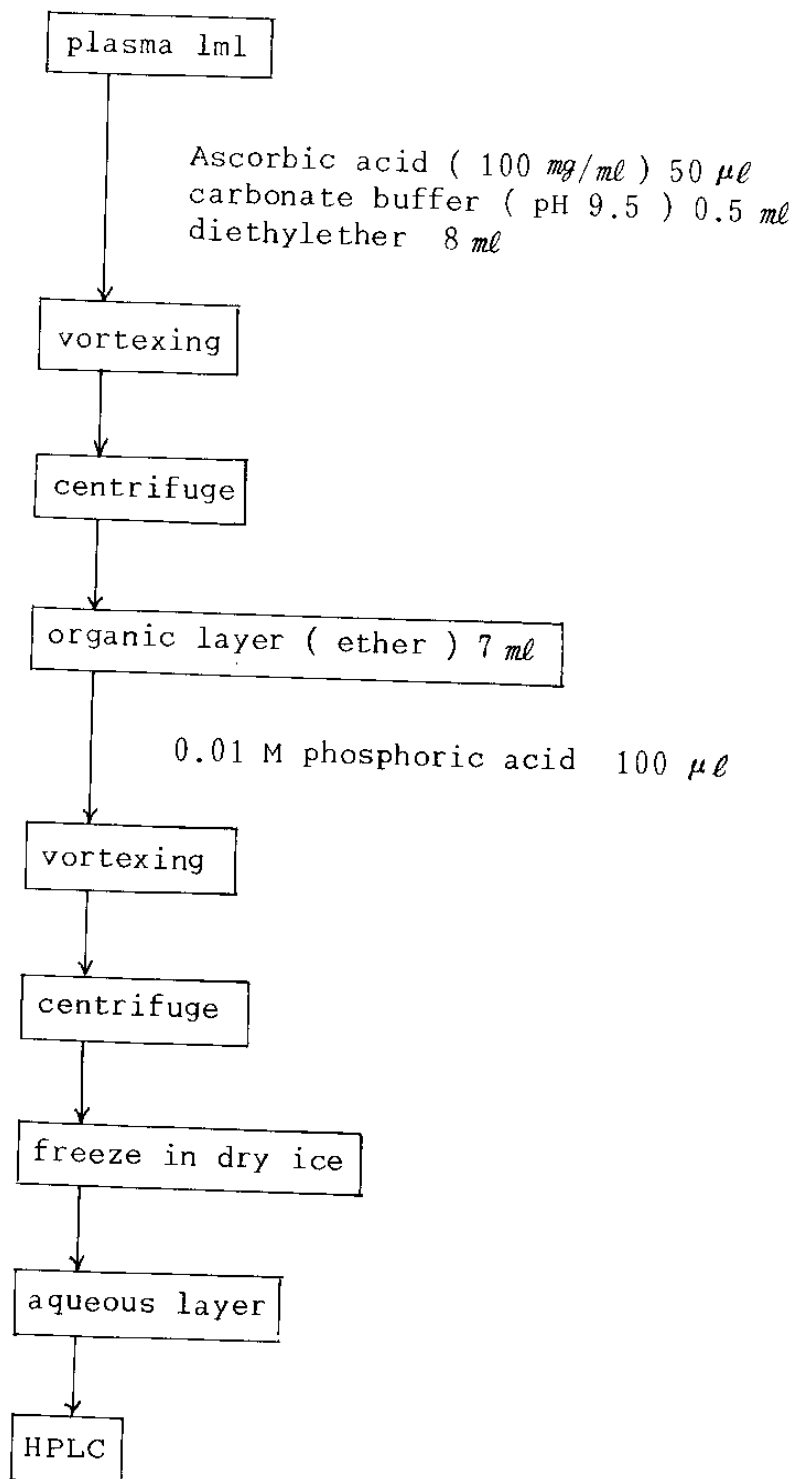 plasma 1ml
Ascorbic acid ( 100 mg/ml ) 50 μl
carbonate buffer ( pH 9.5 ) 0.5 ml
diethylether 8 ml
vortexing
centrifuge
organic layer ( ether ) 7 ml
0.01 M phosphoric acid 100 μl
vortexing
centrifuge
freeze in dry ice
aqueous layer
HPLC